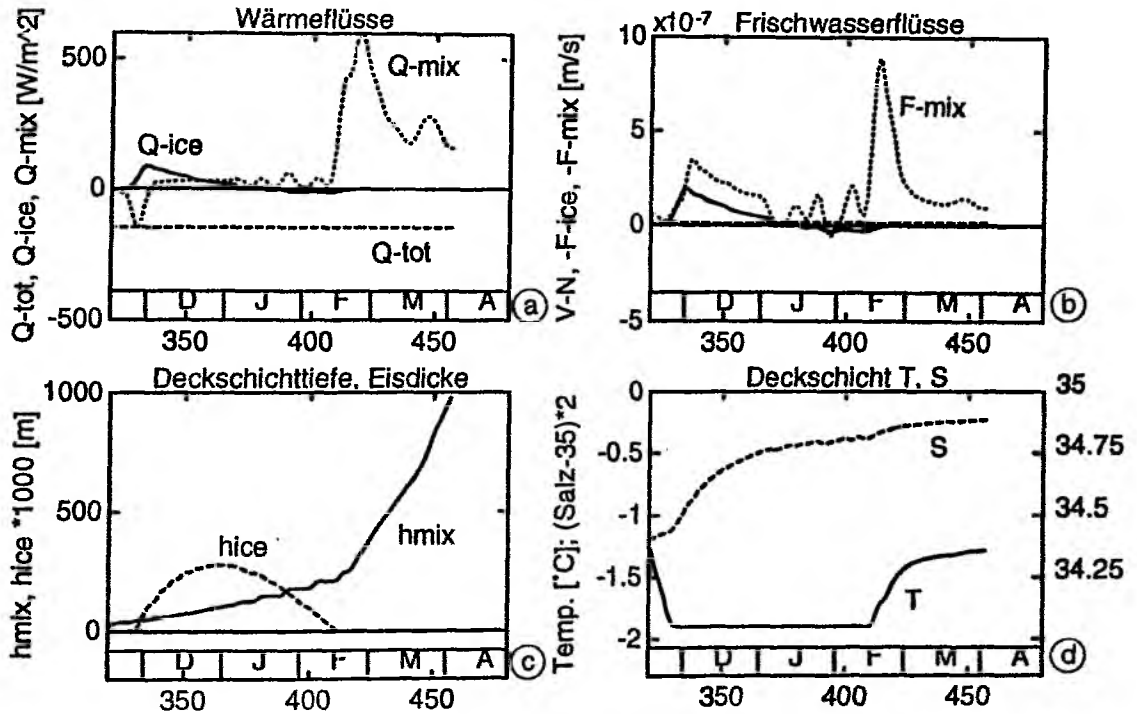 Wärmeflüsse
Q-tot, Q-ice, Q-mix [W/m^2]
500
0
-500
Q-mix
Q-ice
Q-tot
D J F M A
a
350 400 450
x10-7 Frischwasserflüsse
V-N, -F-ice, -F-mix [m/s]
10
5
0
-5
F-mix
D J F M A
b
350 400 450
Deckschichttiefe, Eisdicke
hmix, hice *1000 [m]
1000
500
0
hice
hmix
D J F M A
c
350 400 450
Deckschicht T, S
Temp. [°C]; (Salz-35)*2
0
-0.5
-1
-1.5
-2
35
34.75
34.5
34.25
S
T
D J F M A
d
350 400 450